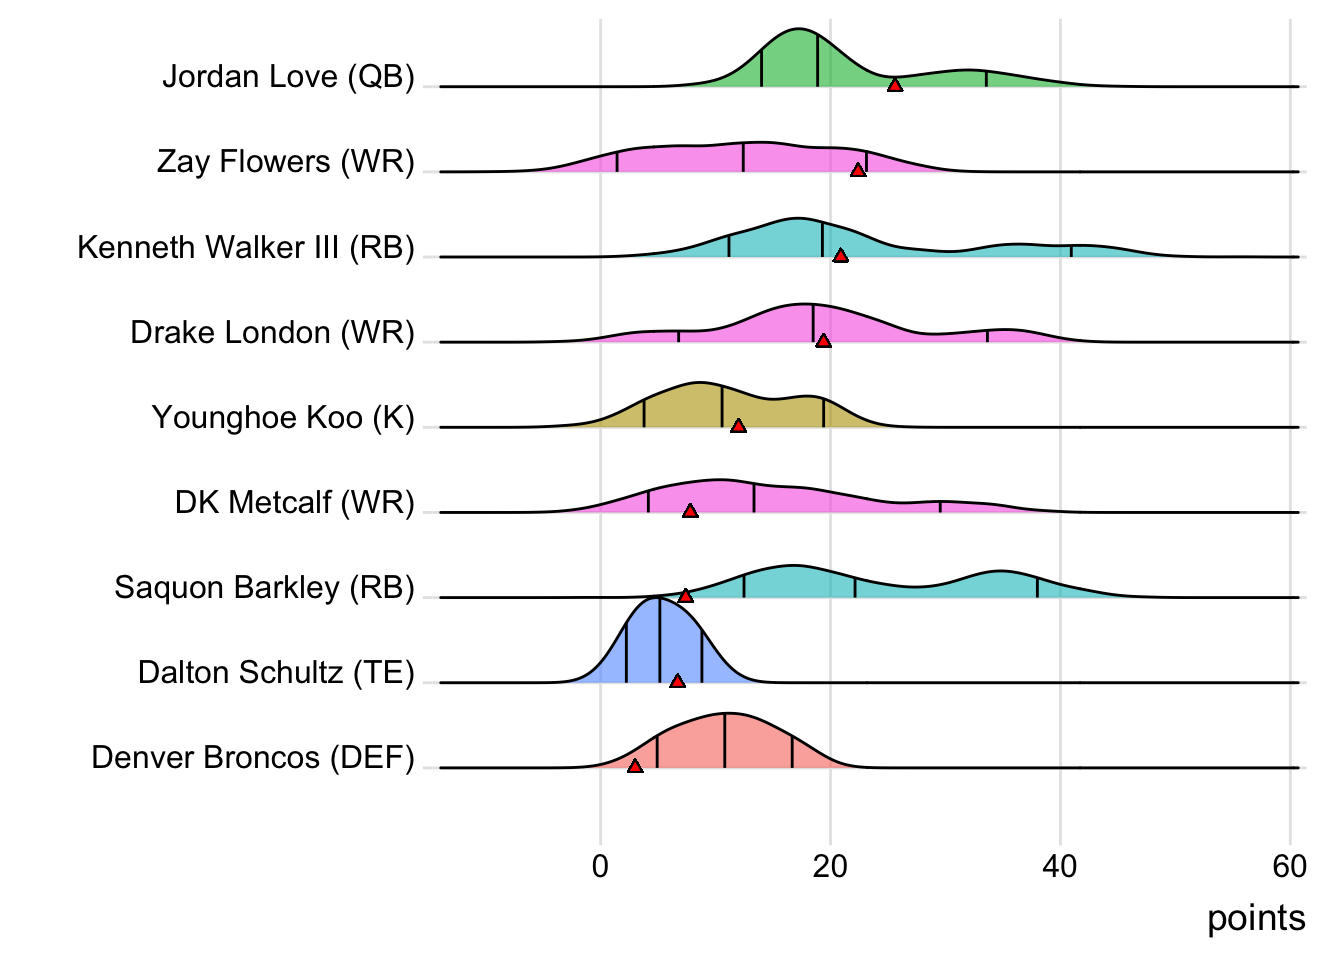 Jordan Love (QB)
Zay Flowers (WR)
Kenneth Walker III (RB)
Drake London (WR)
Younghoe Koo (K)
DK Metcalf (WR)
Saquon Barkley (RB)
Dalton Schultz (TE)
Denver Broncos (DEF)
0 20 40 60
points